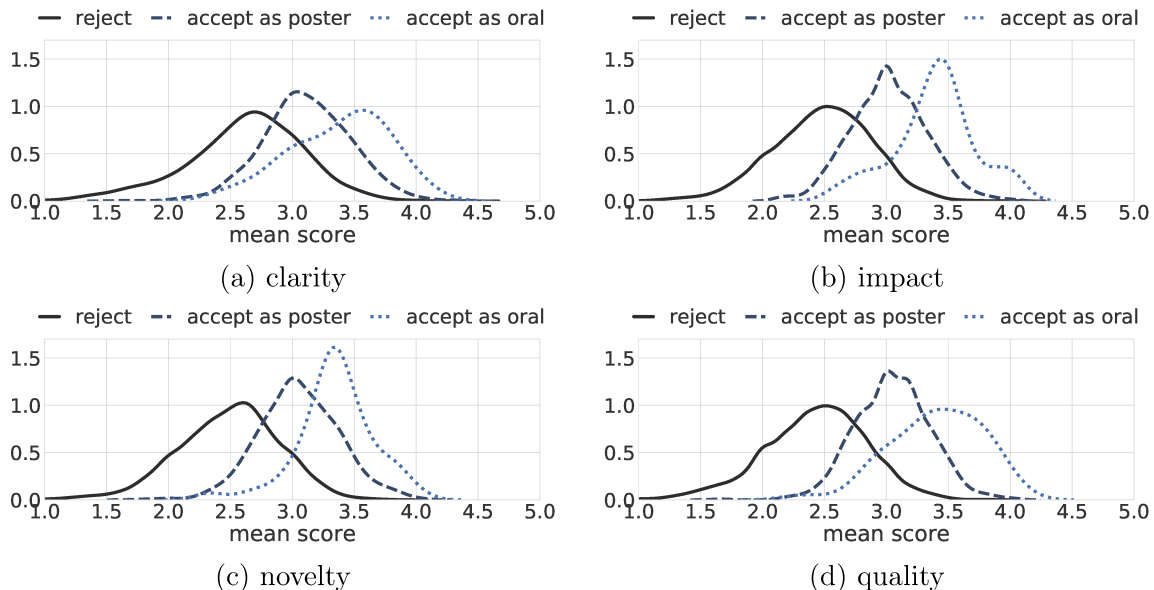 reject accept as poster accept as oral
1.5
1.0
0.5
0.0
1.0 1.5 2.0 2.5 3.0 3.5 4.0 4.5 5.0
mean score
(a) clarity
reject accept as poster accept as oral
1.5
1.0
0.5
0.0
1.0 1.5 2.0 2.5 3.0 3.5 4.0 4.5 5.0
mean score
(b) impact
reject accept as poster accept as oral
1.5
1.0
0.5
0.0
1.0 1.5 2.0 2.5 3.0 3.5 4.0 4.5 5.0
mean score
(c) novelty
reject accept as poster accept as oral
1.5
1.0
0.5
0.0
1.0 1.5 2.0 2.5 3.0 3.5 4.0 4.5 5.0
mean score
(d) quality